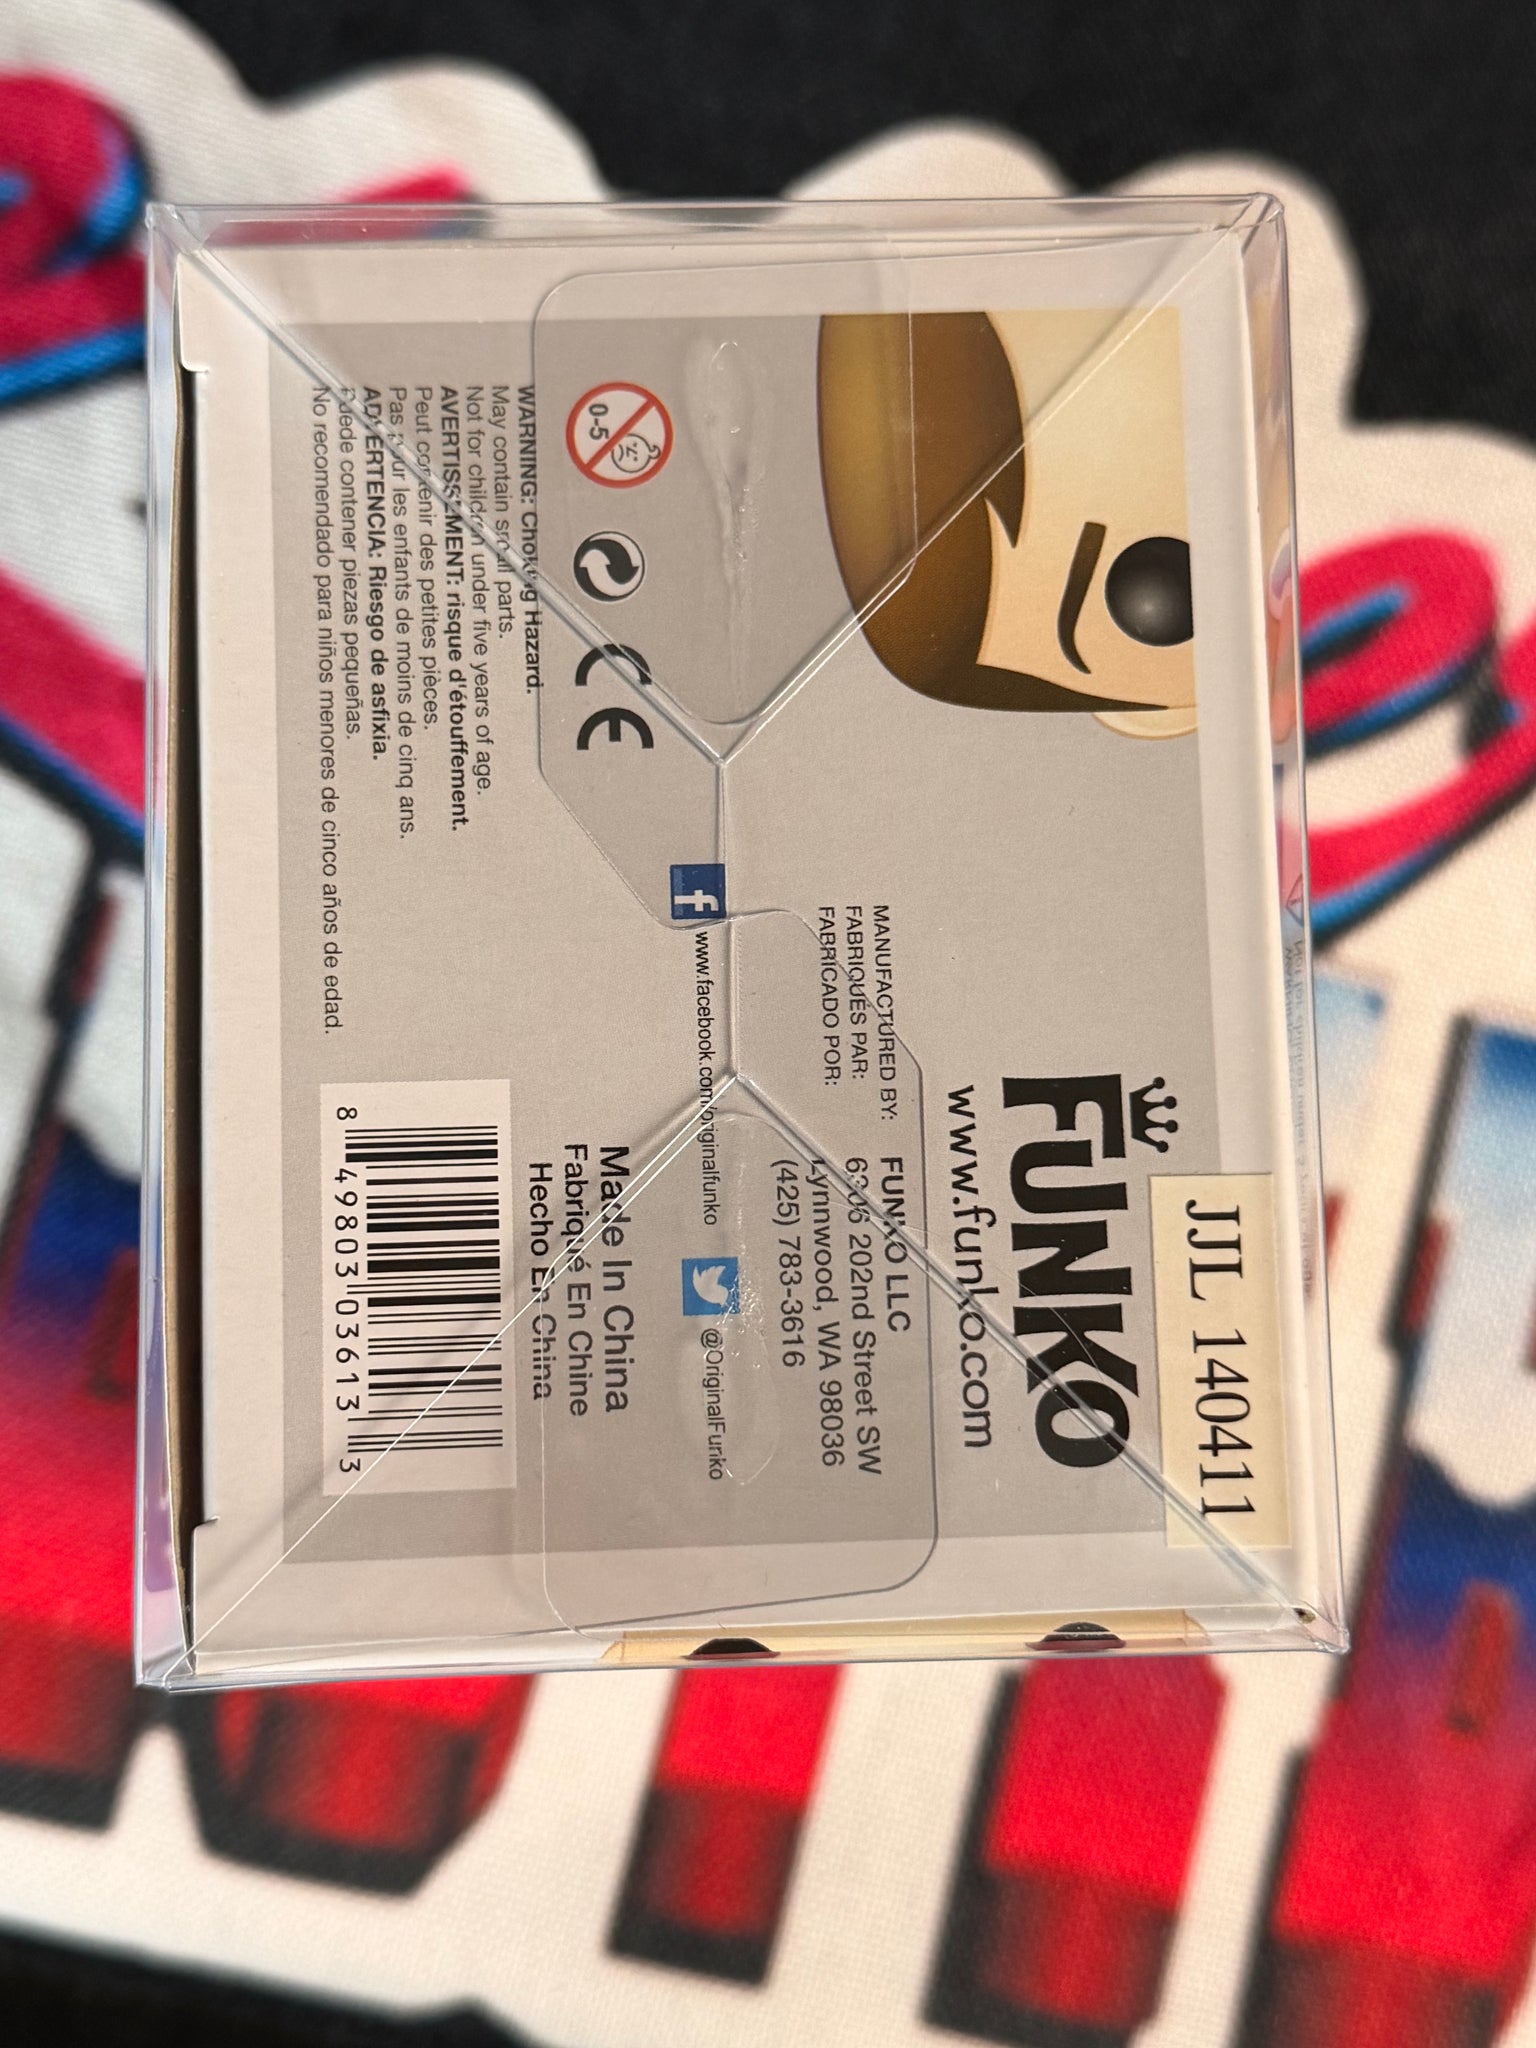 JJL 140411
FUNKO
www.funko.com
MANUFACTURED BY:
FABRIQUÉS PAR:
FABRICADO POR:
FUNKO LLC
6306 202nd Street SW
Lynnwood, WA 98036
(425) 783-3616
f www.facebook.com/originalfunko
@OriginalFunko
0-5
CE
Made In China
Fabriqué En Chine
Hecho En China
WARNING: Choking Hazard.
May contain small parts.
Not for children under five years of age.
AVERTISSEMENT: risque d'étouffement.
Peut contenir des petites pièces.
Pas pour les enfants de moins de cinq ans.
ADVERTENCIA: Riesgo de asfixia.
Puede contener piezas pequeñas.
No recomendado para niños menores de cinco años de edad.
8 49803 03613 3